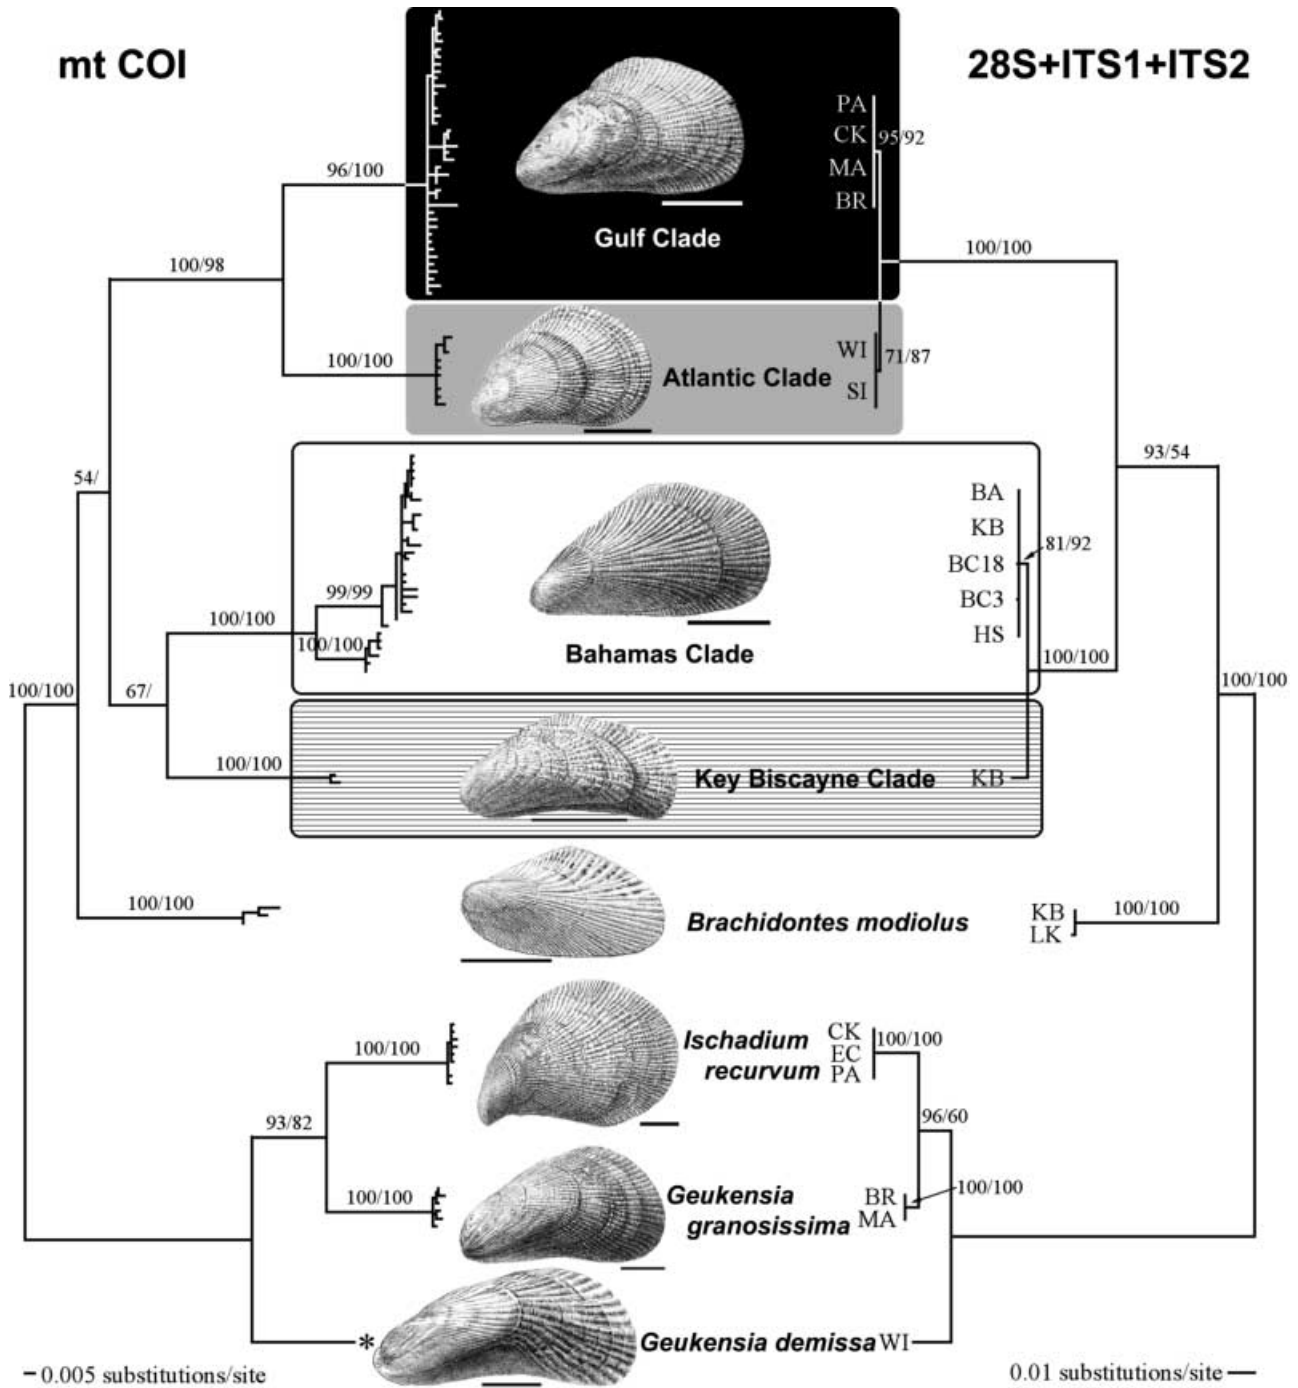 mt COI
28S+ITS1+ITS2
PA
CK
95/92
MA
96/100
BR
Gulf Clade
100/100
100/98
WI
71/87
100/100
Atlantic Clade
SI
93/54
54/
BA
KB
81/92
BC18
99/99
BC3
100/100
HS
100/100
Bahamas Clade
100/100
100/100
67/
100/100
100/100
Key Biscayne Clade
KB
100/100
KB
100/100
Brachidontes modiolus
LK
Ischadium
recurvum
CK
100/100
EC
PA
100/100
93/82
96/60
100/100
Geukensia
granosissima
BR
100/100
MA
*
Geukensia demissa WI
0.005 substitutions/site
0.01 substitutions/site